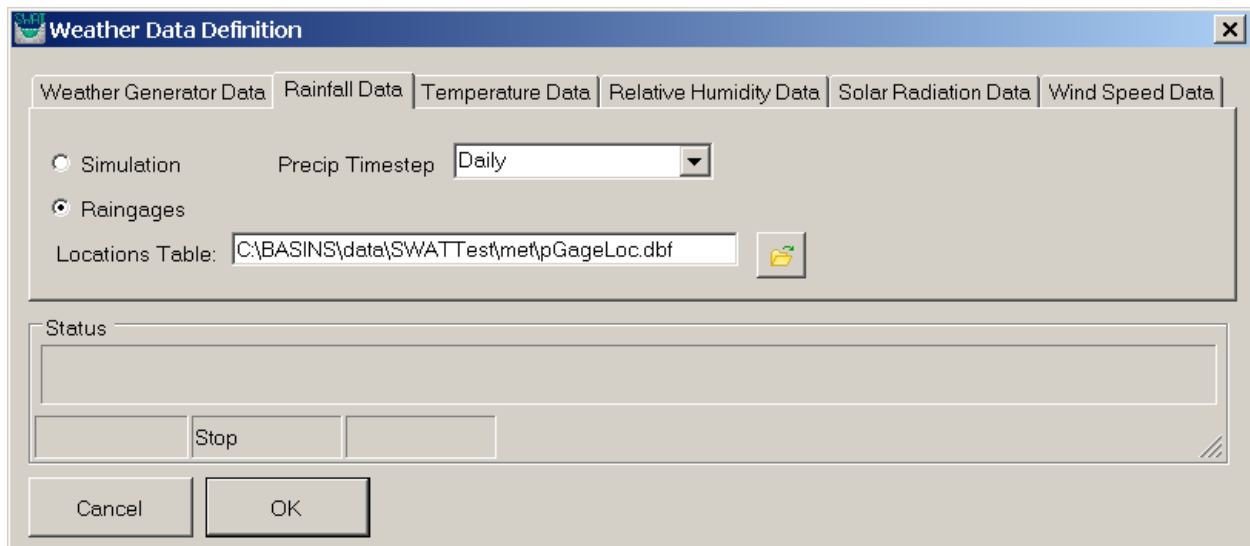 SWAT
Weather Data Definition
Weather Generator Data Rainfall Data Temperature Data Relative Humidity Data Solar Radiation Data Wind Speed Data
Simulation Precip Timestep Daily
Raingages
Locations Table: C:\BASINS\data\SWATTest\met\pGageLoc.dbf
Status
Stop
Cancel OK